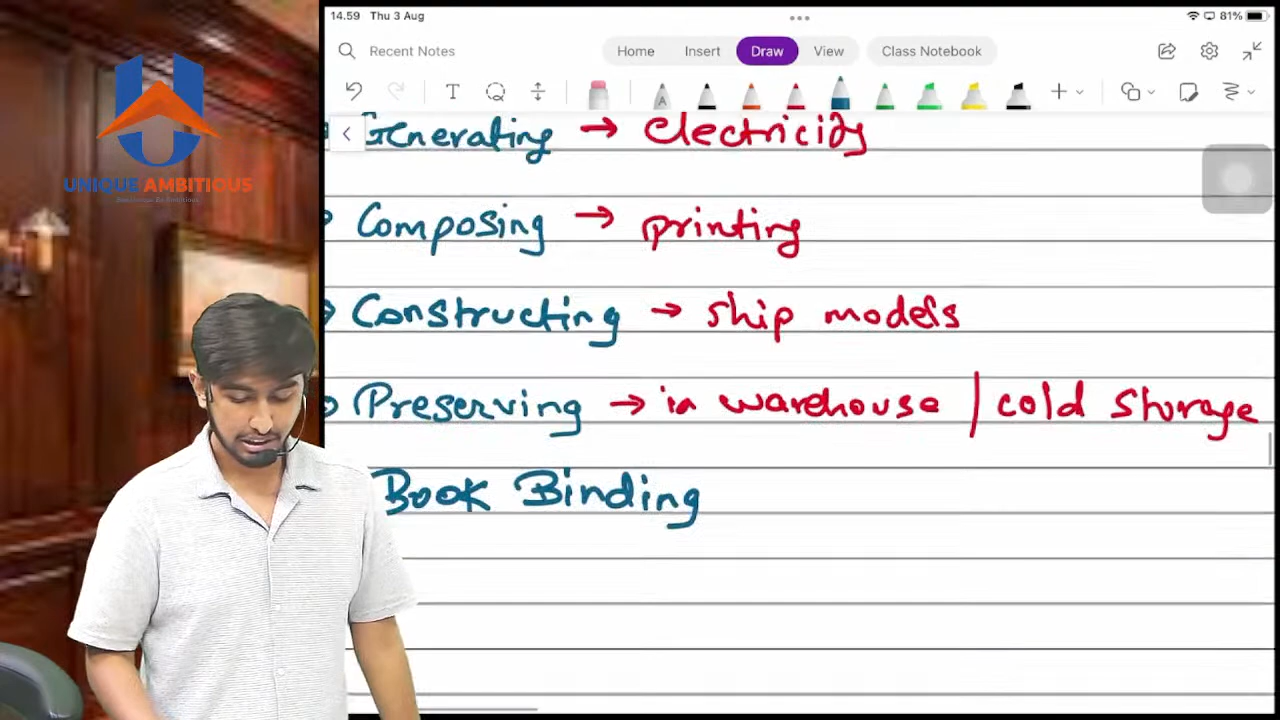 14.59 Thu 3 Aug
81%
Recent Notes
Home Insert Draw View Class Notebook
T
A
UNIQUE AMBITIOUS
Generating → electricity
Composing → printing
Constructing → ship models
Preserving → in warehouse / cold storage
Book Binding